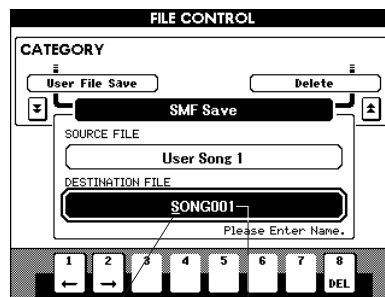 FILE CONTROL
CATEGORY
User File Save Delete
SMF Save
SOURCE FILE
User Song 1
DESTINATION FILE
SONG001
Please Enter Name.
1 2 3 4 5 6 7 8
← → DEL